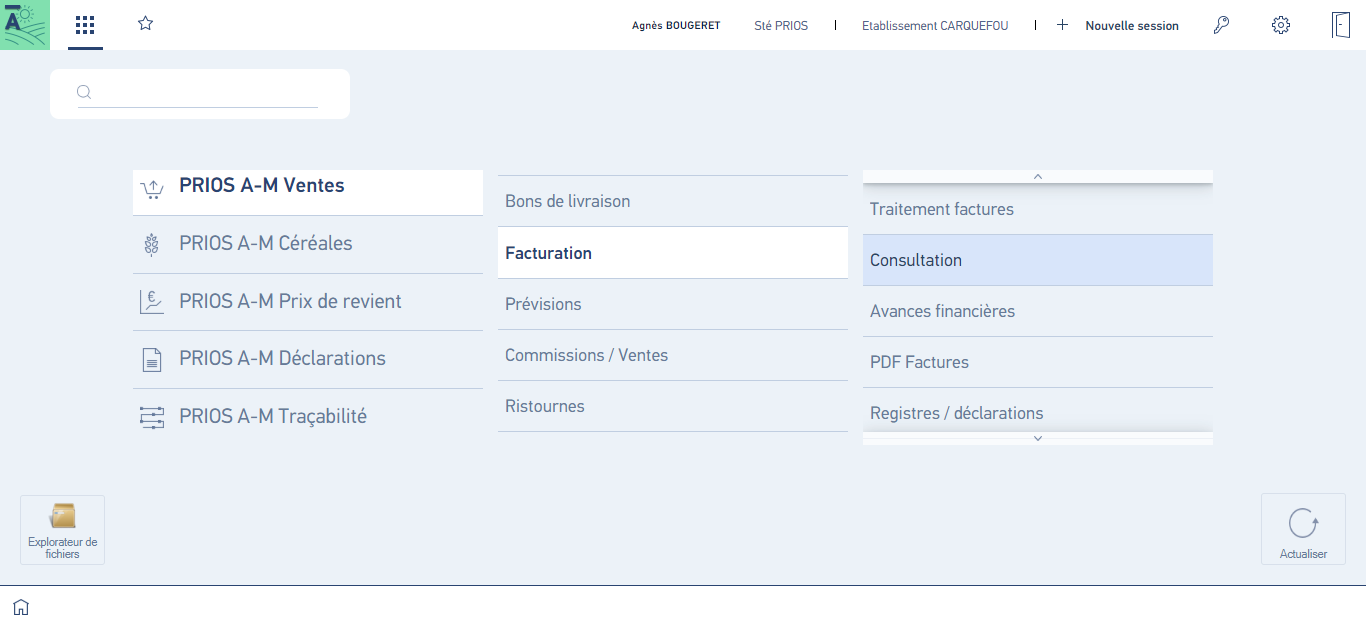 Agnès BOUGERET
Sté PRIOS
Etablissement CARQUEFOU
Nouvelle session
PRIOS A-M Ventes
PRIOS A-M Céréales
PRIOS A-M Prix de revient
PRIOS A-M Déclarations
PRIOS A-M Traçabilité
Bons de livraison
Facturation
Prévisions
Commissions / Ventes
Ristournes
Traitement factures
Consultation
Avances financières
PDF Factures
Registres / déclarations
Explorateur de
fichiers
Actualiser